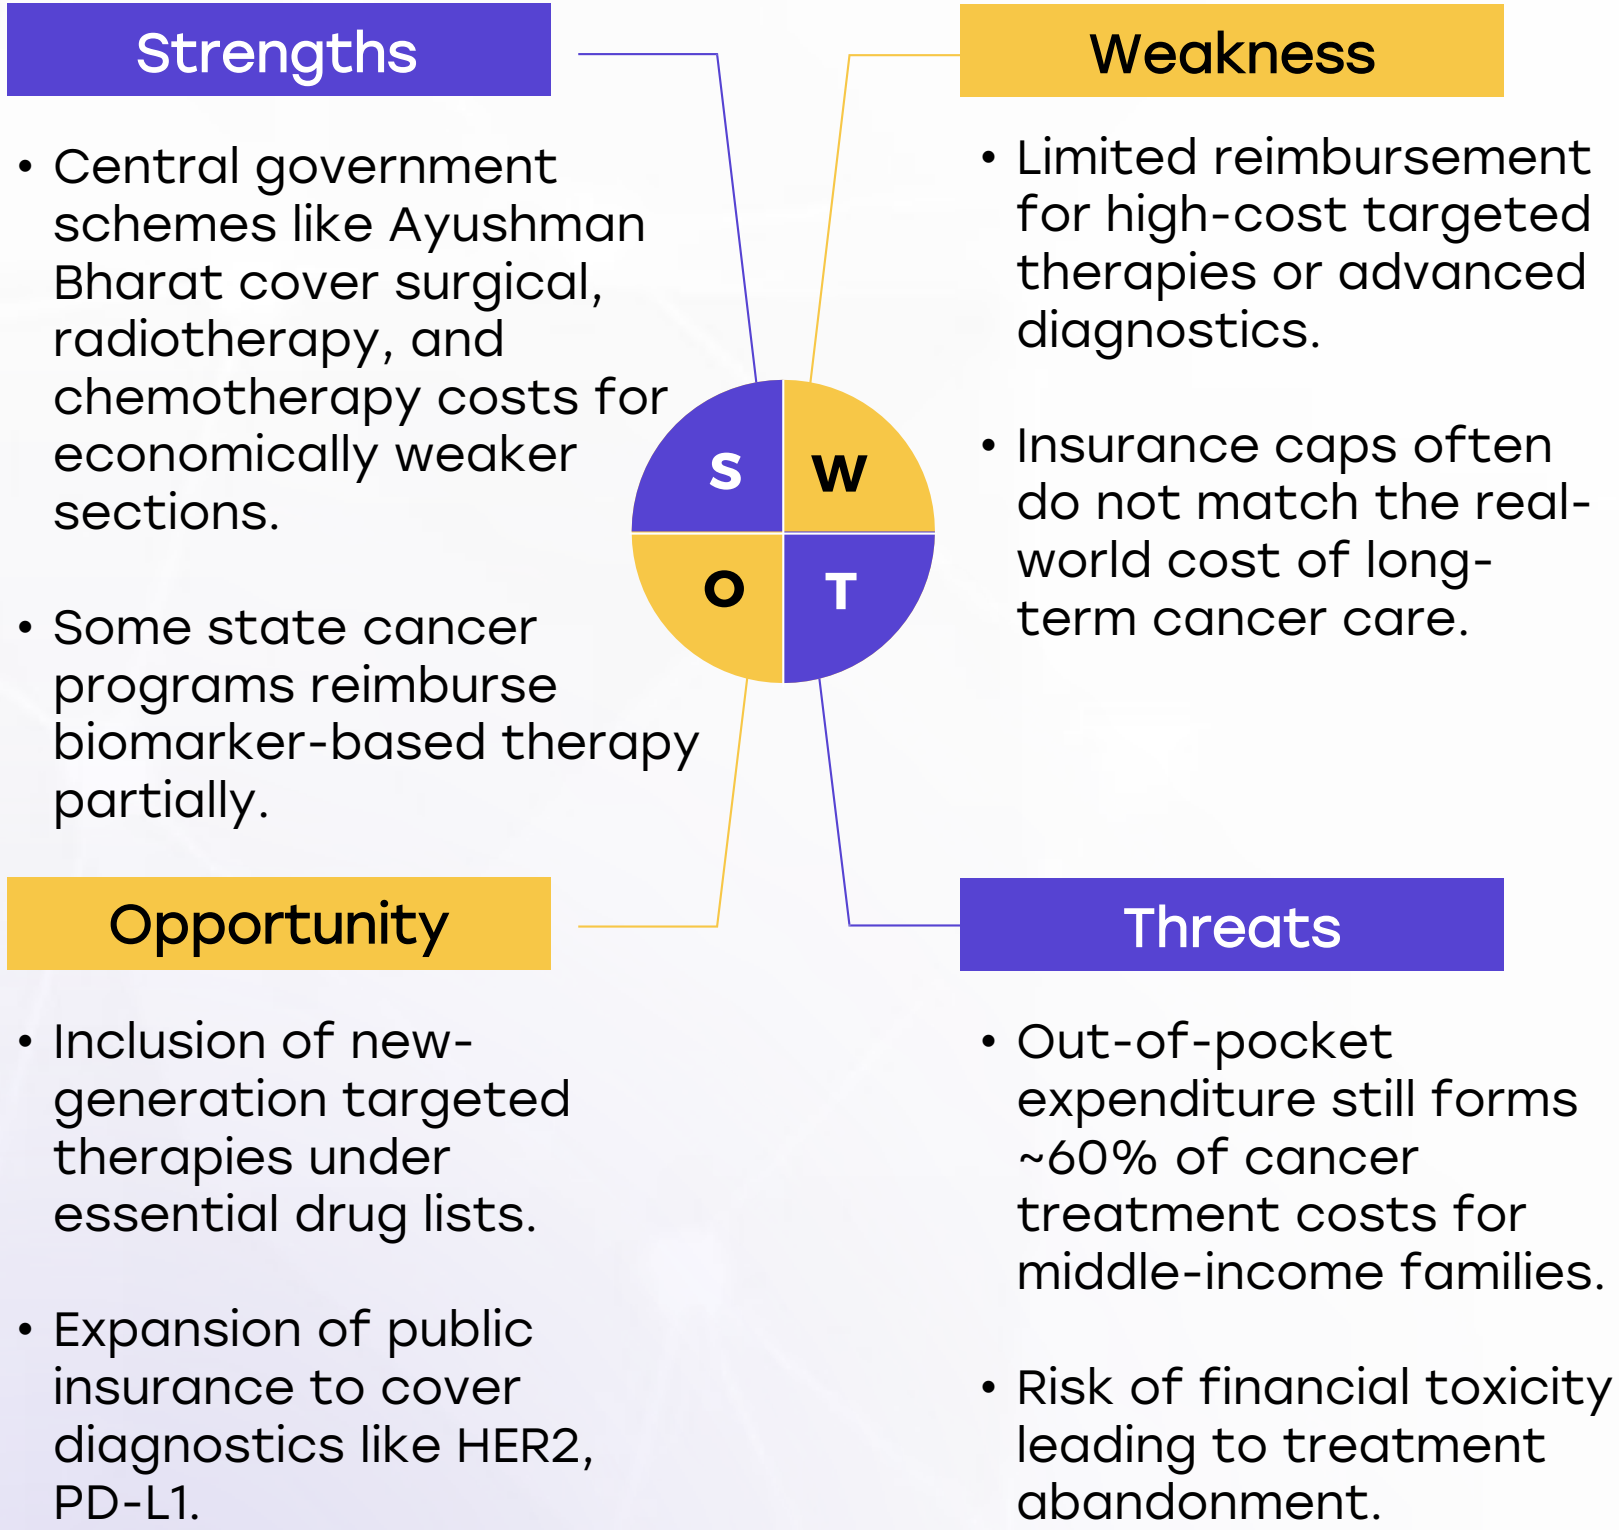 Strengths
• Central government
schemes like Ayushman
Bharat cover surgical,
radiotherapy, and
chemotherapy costs for
economically weaker
sections.
• Some state cancer
programs reimburse
biomarker-based therapy
partially.
Weakness
• Limited reimbursement
for high-cost targeted
therapies or advanced
diagnostics.
• Insurance caps often
do not match the real-
world cost of long-
term cancer care.
S
W
O
T
Opportunity
• Inclusion of new-
generation targeted
therapies under
essential drug lists.
• Expansion of public
insurance to cover
diagnostics like HER2,
PD-L1.
Threats
• Out-of-pocket
expenditure still forms
~60% of cancer
treatment costs for
middle-income families.
• Risk of financial toxicity
leading to treatment
abandonment.